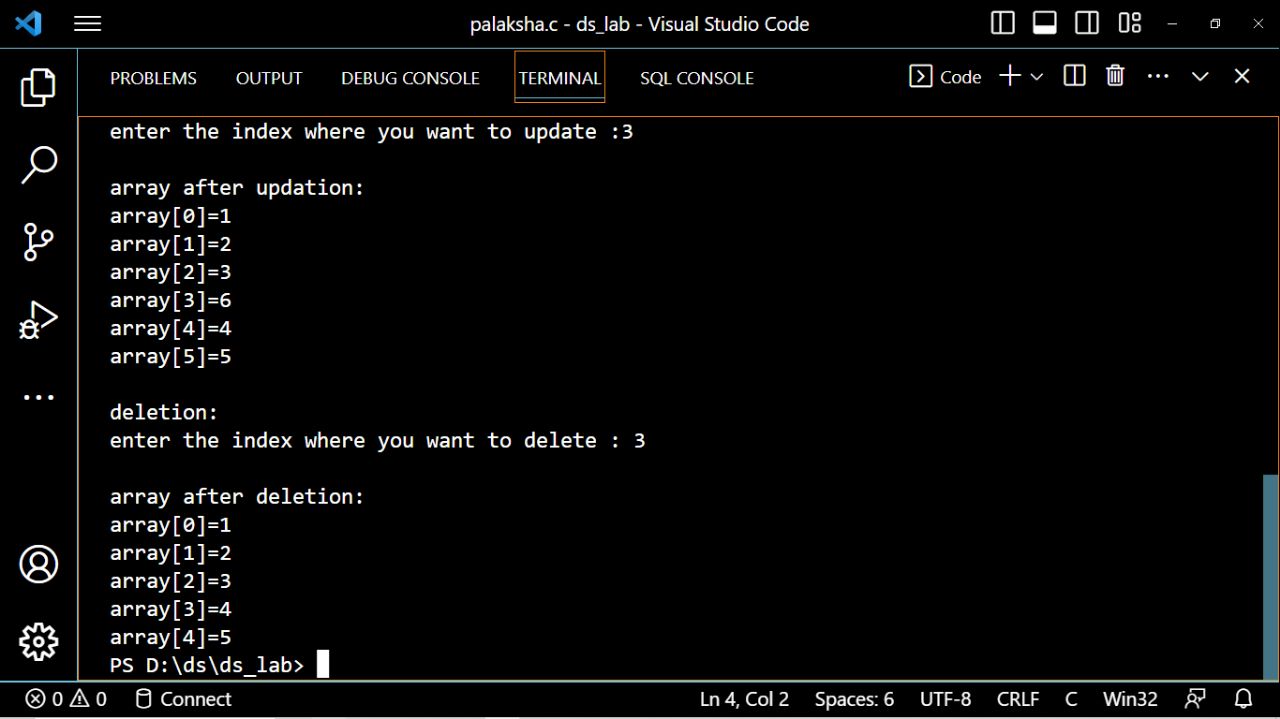 palaksha.c - ds_lab - Visual Studio Code
PROBLEMS OUTPUT DEBUG CONSOLE TERMINAL SQL CONSOLE Code
enter the index where you want to update :3
array after updation:
array[0]=1
array[1]=2
array[2]=3
array[3]=6
array[4]=4
array[5]=5
deletion:
enter the index where you want to delete : 3
array after deletion:
array[0]=1
array[1]=2
array[2]=3
array[3]=4
array[4]=5
PS D:\ds\ds_lab>
0 0 Connect Ln 4, Col 2 Spaces: 6 UTF-8 CRLF C Win32